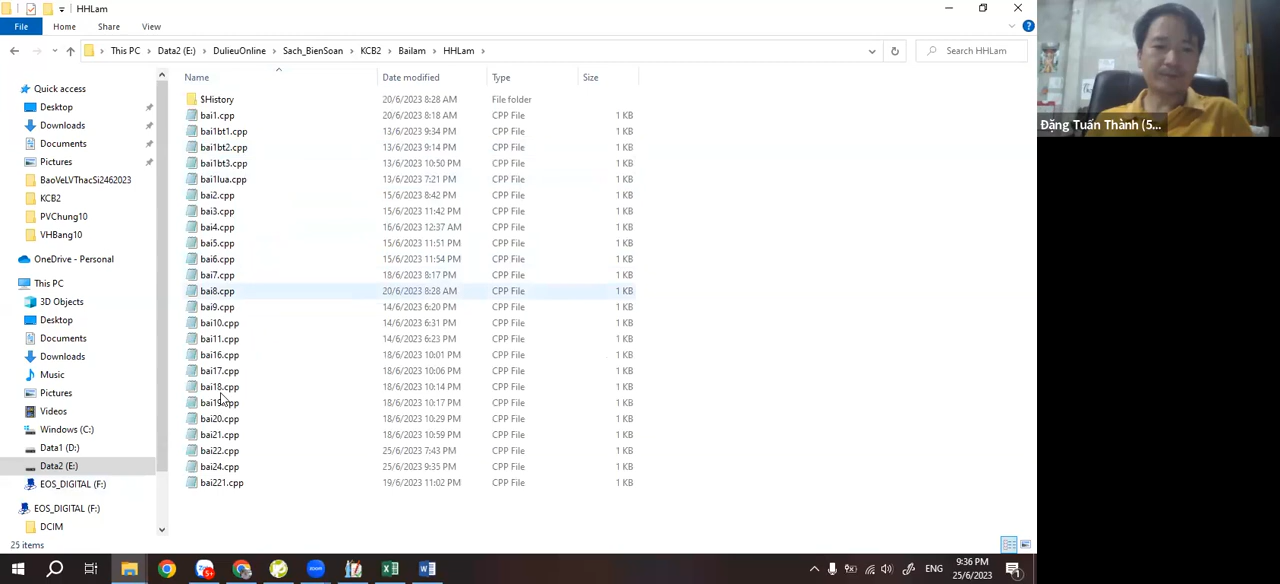 HHLam
File Home Share View
This PC Data2 (E:) DulieuOnline Sach_BienSoan KCB2 Bailam HHLam
Search HHLam
Name Date modified Type Size
Quick access
Desktop
Downloads
Documents
Pictures
BaoVeLVThacSi2462023
KCB2
PVChung10
VHBang10
OneDrive - Personal
This PC
3D Objects
Desktop
Documents
Downloads
Music
Pictures
Videos
Windows (C:)
Data1 (D:)
Data2 (E:)
EOS_DIGITAL (F:)
EOS_DIGITAL (F:)
DCIM
$History 20/6/2023 8:28 AM File folder
bai1.cpp 20/6/2023 8:18 AM CPP File 1 KB
bai1bt1.cpp 13/6/2023 9:34 PM CPP File 1 KB
bai1bt2.cpp 13/6/2023 9:14 PM CPP File 1 KB
bai1bt3.cpp 13/6/2023 10:50 PM CPP File 1 KB
bai1lua.cpp 13/6/2023 7:21 PM CPP File 1 KB
bai2.cpp 15/6/2023 8:42 PM CPP File 1 KB
bai3.cpp 15/6/2023 11:42 PM CPP File 1 KB
bai4.cpp 16/6/2023 12:37 AM CPP File 1 KB
bai5.cpp 15/6/2023 11:51 PM CPP File 1 KB
bai6.cpp 15/6/2023 11:54 PM CPP File 1 KB
bai7.cpp 18/6/2023 8:17 PM CPP File 1 KB
bai8.cpp 20/6/2023 8:28 AM CPP File 1 KB
bai9.cpp 14/6/2023 6:20 PM CPP File 1 KB
bai10.cpp 14/6/2023 6:31 PM CPP File 1 KB
bai11.cpp 14/6/2023 6:23 PM CPP File 1 KB
bai16.cpp 18/6/2023 10:01 PM CPP File 1 KB
bai17.cpp 18/6/2023 10:06 PM CPP File 1 KB
bai18.cpp 18/6/2023 10:14 PM CPP File 1 KB
bai19.cpp 18/6/2023 10:17 PM CPP File 1 KB
bai20.cpp 18/6/2023 10:29 PM CPP File 1 KB
bai21.cpp 18/6/2023 10:59 PM CPP File 1 KB
bai22.cpp 25/6/2023 7:43 PM CPP File 1 KB
bai24.cpp 25/6/2023 9:35 PM CPP File 1 KB
bai221.cpp 19/6/2023 11:02 PM CPP File 1 KB
25 items
Đặng Tuấn Thành (5...
ENG
9:36 PM
25/6/2023